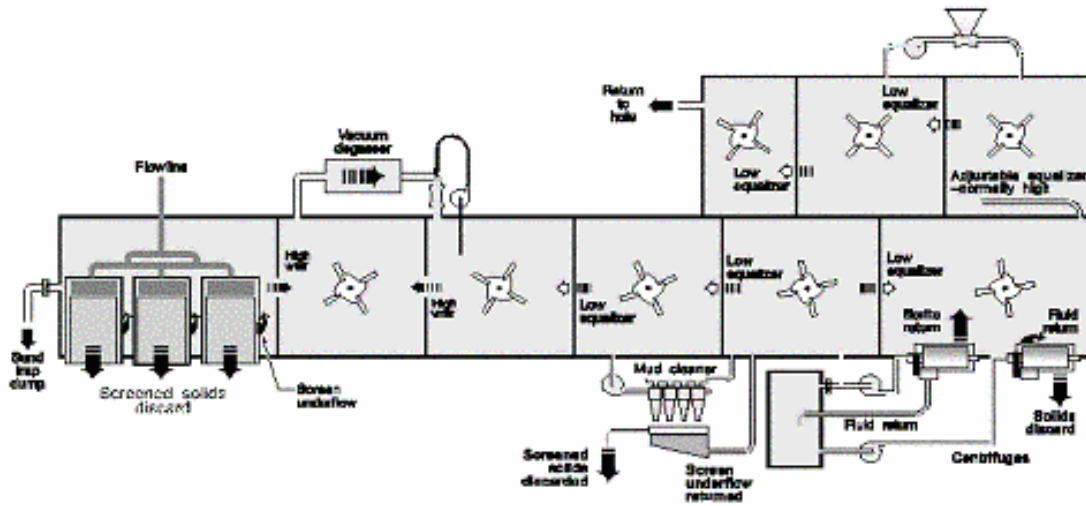 Return
to
hole
Low
equalizer
Low
equalizer
Adjustable equalizer
–normally high
Vacuum
degasser
Flowline
High
weir
High
weir
Low
equalizer
Low
equalizer
Low
equalizer
Sand
trap
dump
Screened solids
discard
Screen
underflow
Mud cleaner
Screened
solids
discarded
Screen
underflow
returned
Barite
return
Fluid
return
Fluid return
Solids
discard
Centrifuges